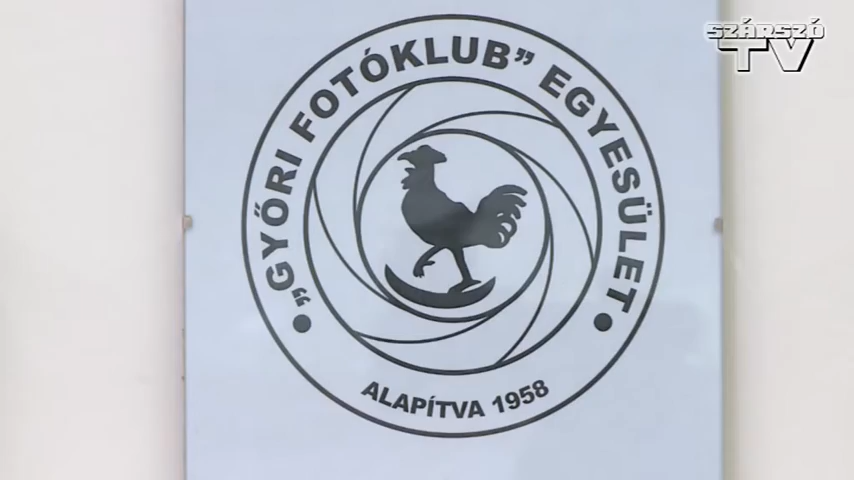 SZÁRSZÓ
TV
"GYŐRI FOTÓKLUB" EGYESÜLET
ALAPÍTVA 1958